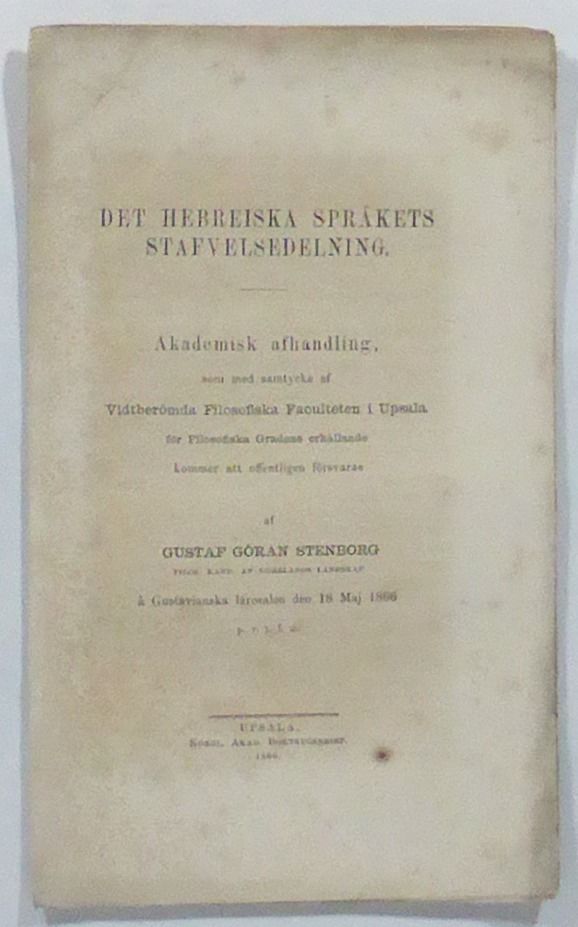 DET HEBREISKA SPRÅKETS
STAFVELSEDELNING.
Akademisk afhandling,
som med samtycke af
Vidtberömda Filosofiska Faculteten i Upsala
för Filosofiska Gradens erhållande
kommer att offentligen försvaras
af
GUSTAF GÖRAN STENBORG
å Gustavianska lärosalen den 18 Maj 1866
UPSALA,
1866.